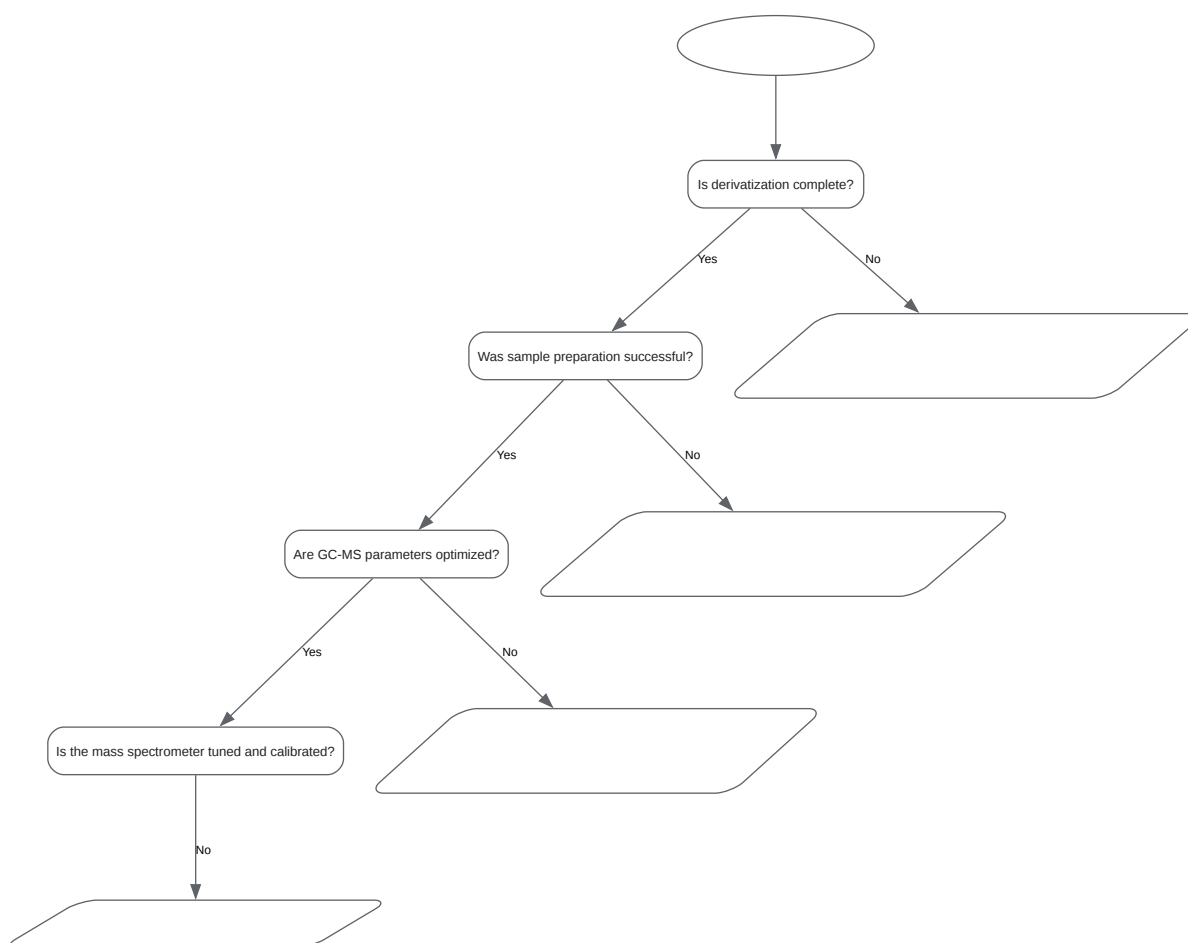 Is derivatization complete?
Yes
No
Was sample preparation successful?
Yes
No
Are GC-MS parameters optimized?
Yes
No
Is the mass spectrometer tuned and calibrated?
No